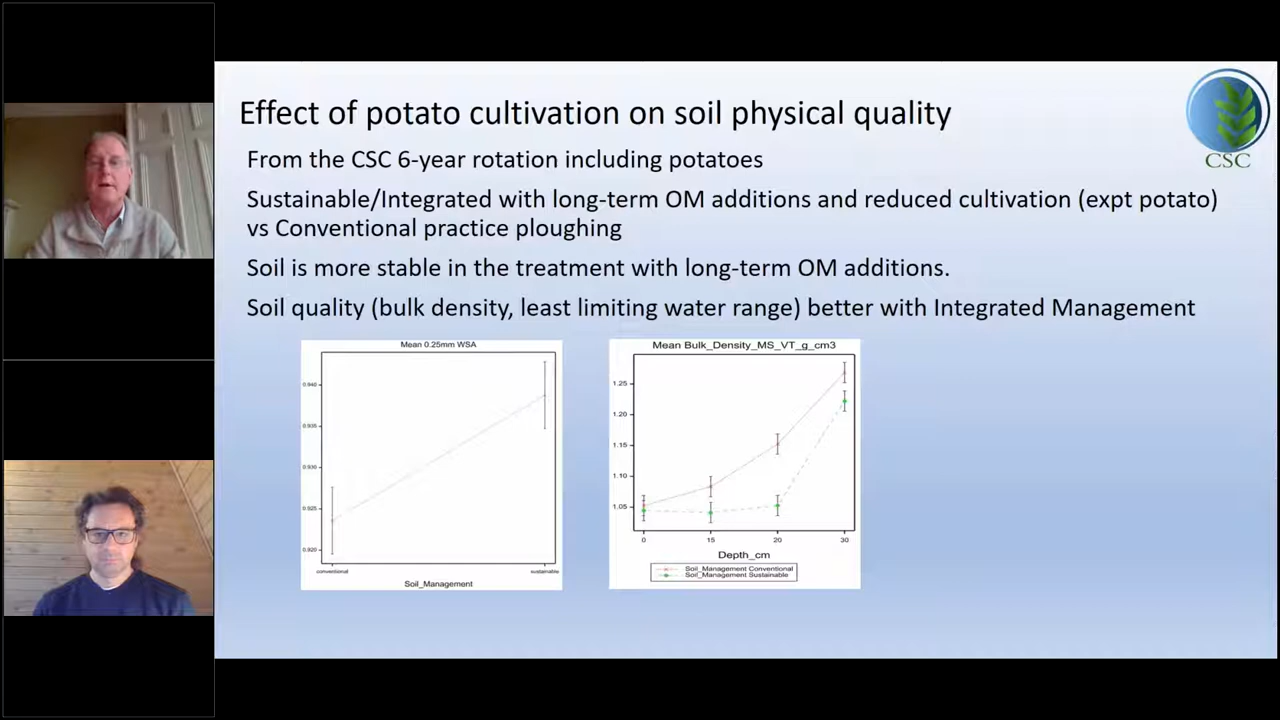 Effect of potato cultivation on soil physical quality
CSC
From the CSC 6-year rotation including potatoes
Sustainable/Integrated with long-term OM additions and reduced cultivation (expt potato)
vs Conventional practice ploughing
Soil is more stable in the treatment with long-term OM additions.
Soil quality (bulk density, least limiting water range) better with Integrated Management
Mean 0.25mm WSA
0.940
0.935
0.930
0.925
0.920
conventional
sustainable
Soil_Management
Mean Bulk_Density_MS_VT_g_cm3
1.25
1.20
1.15
1.10
1.05
0
15
20
30
Depth_cm
Soil_Management Conventional
Soil_Management Sustainable